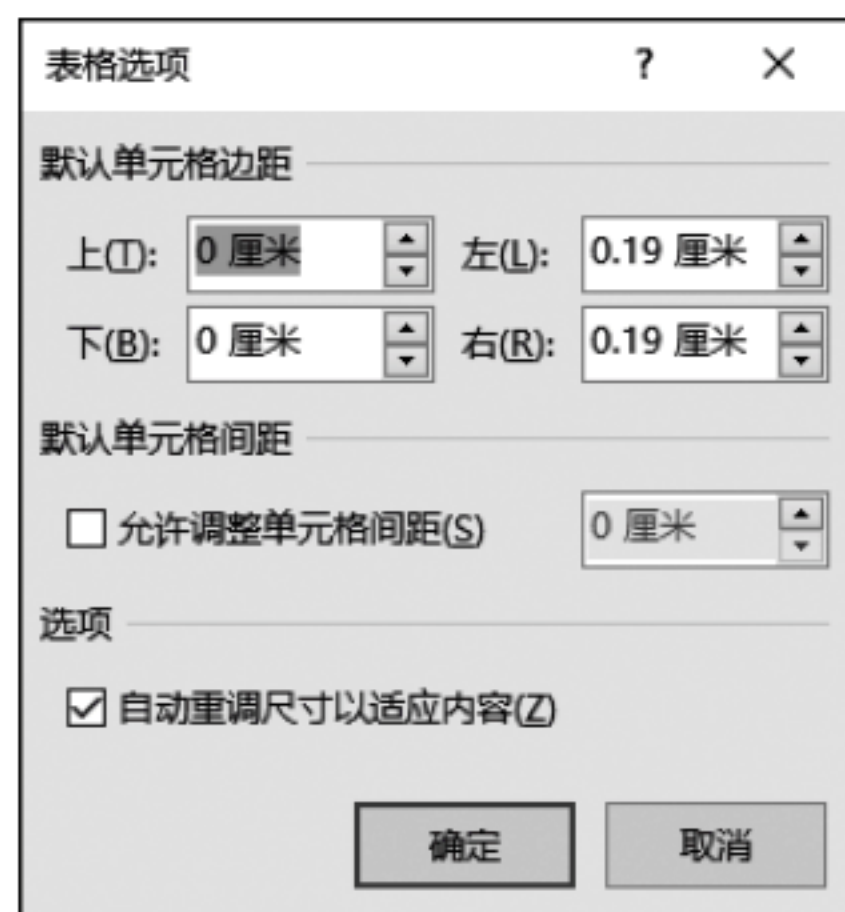 表格选项 ? ×
默认单元格边距
上(T): 0 厘米 左(L): 0.19 厘米
下(B): 0 厘米 右(R): 0.19 厘米
默认单元格间距
允许调整单元格间距(S) 0 厘米
选项
自动重调尺寸以适应内容(Z)
确定 取消